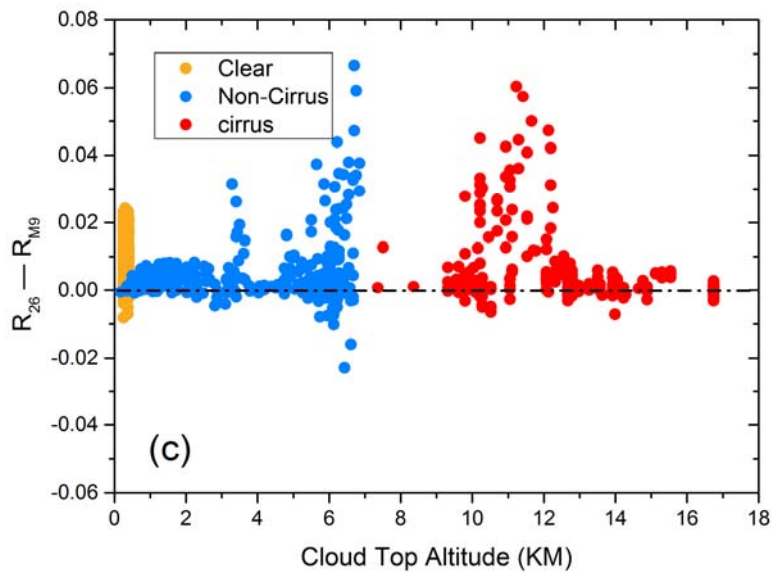 0.08
0.06
0.04
0.02
0.00
-0.02
-0.04
-0.06
R26 — RM9
Clear
Non-Cirrus
cirrus
(c)
0 2 4 6 8 10 12 14 16 18
Cloud Top Altitude (KM)